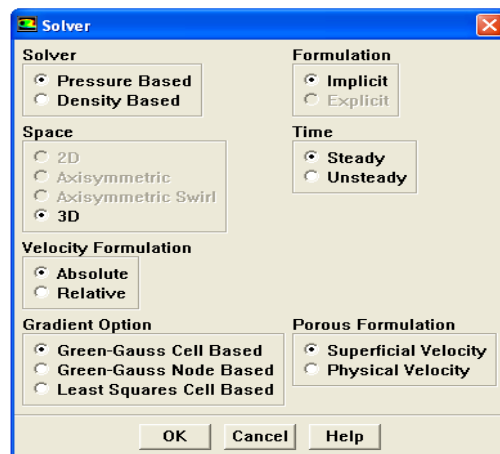 Solver
Solver
Pressure Based
Density Based
Formulation
Implicit
Explicit
Space
2D
Axisymmetric
Axisymmetric Swirl
3D
Time
Steady
Unsteady
Velocity Formulation
Absolute
Relative
Gradient Option
Green-Gauss Cell Based
Green-Gauss Node Based
Least Squares Cell Based
Porous Formulation
Superficial Velocity
Physical Velocity
OK Cancel Help